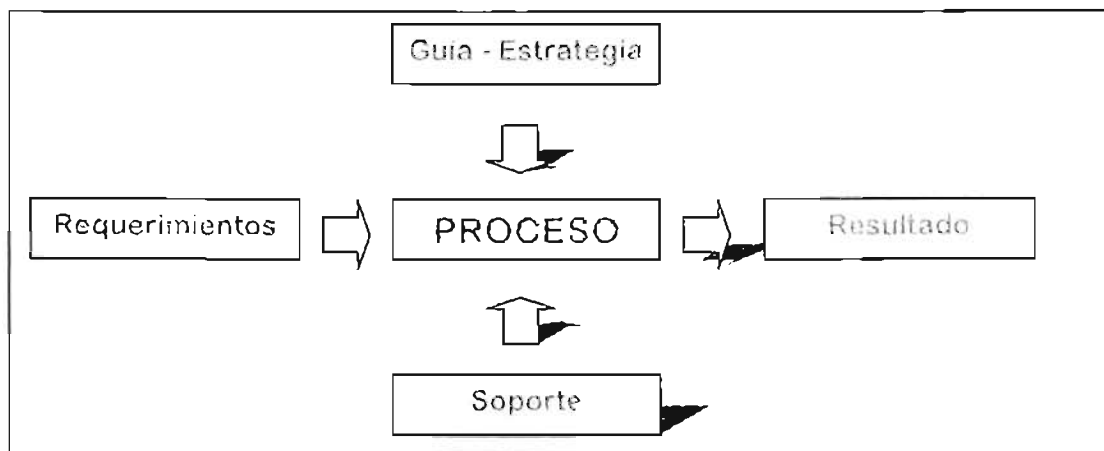 Guia - Estrategia
Requerimientos
PROCESO
Resultado
Soporte